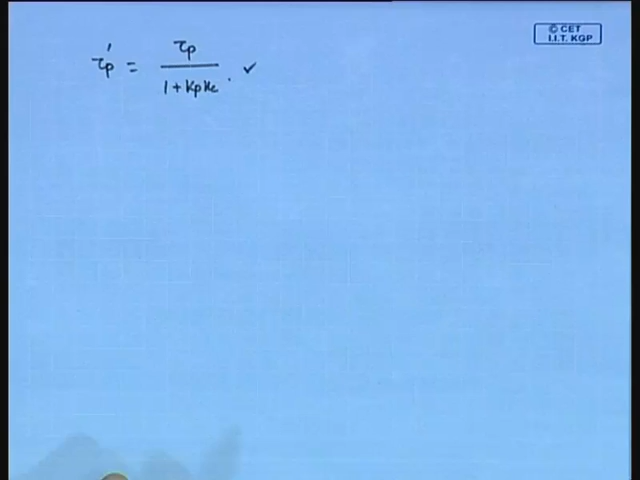 © CET
I.I.T. KGP
τp' = τp / (1 + KpKc) . ✓